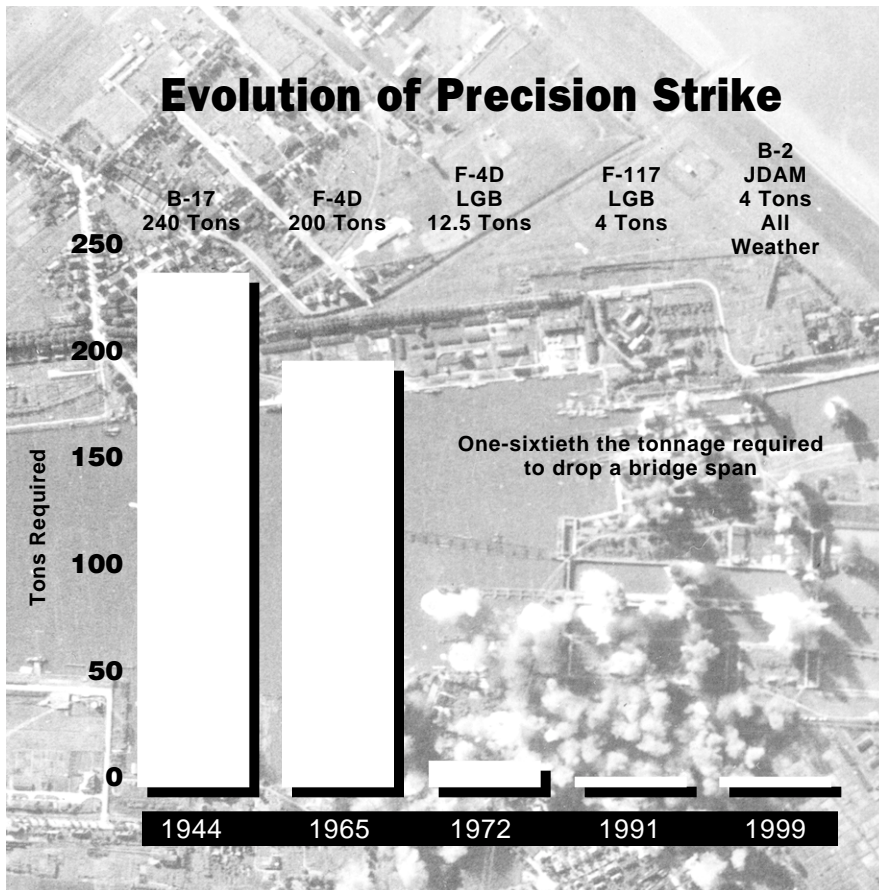 Evolution of Precision Strike
B-17
240 Tons
F-4D
200 Tons
F-4D
LGB
12.5 Tons
F-117
LGB
4 Tons
B-2
JDAM
4 Tons
All
Weather
250
200
150
100
50
0
Tons Required
One-sixtieth the tonnage required
to drop a bridge span
1944
1965
1972
1991
1999